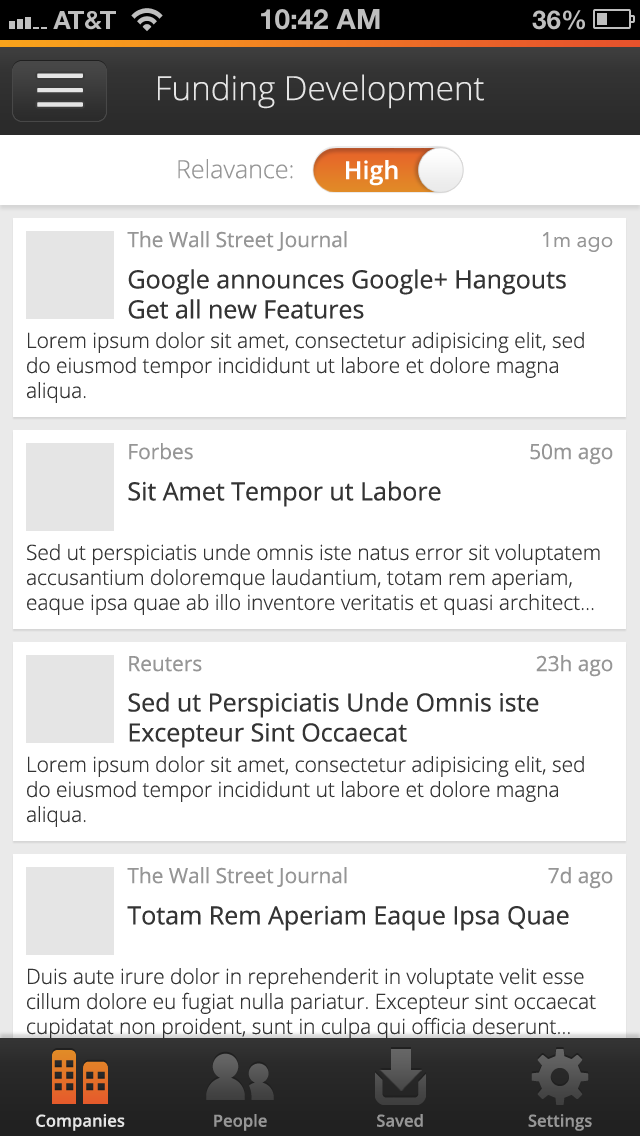 AT&T 10:42 AM 36%
Funding Development
Relavance: High
The Wall Street Journal 1m ago
Google announces Google+ Hangouts
Get all new Features
Lorem ipsum dolor sit amet, consectetur adipisicing elit, sed
do eiusmod tempor incididunt ut labore et dolore magna
aliqua.
Forbes 50m ago
Sit Amet Tempor ut Labore
Sed ut perspiciatis unde omnis iste natus error sit voluptatem
accusantium doloremque laudantium, totam rem aperiam,
eaque ipsa quae ab illo inventore veritatis et quasi architect...
Reuters 23h ago
Sed ut Perspiciatis Unde Omnis iste
Excepteur Sint Occaecat
Lorem ipsum dolor sit amet, consectetur adipisicing elit, sed
do eiusmod tempor incididunt ut labore et dolore magna
aliqua.
The Wall Street Journal 7d ago
Totam Rem Aperiam Eaque Ipsa Quae
Duis aute irure dolor in reprehenderit in voluptate velit esse
cillum dolore eu fugiat nulla pariatur. Excepteur sint occaecat
cupidatat non proident, sunt in culpa qui officia deserunt...
Companies People Saved Settings